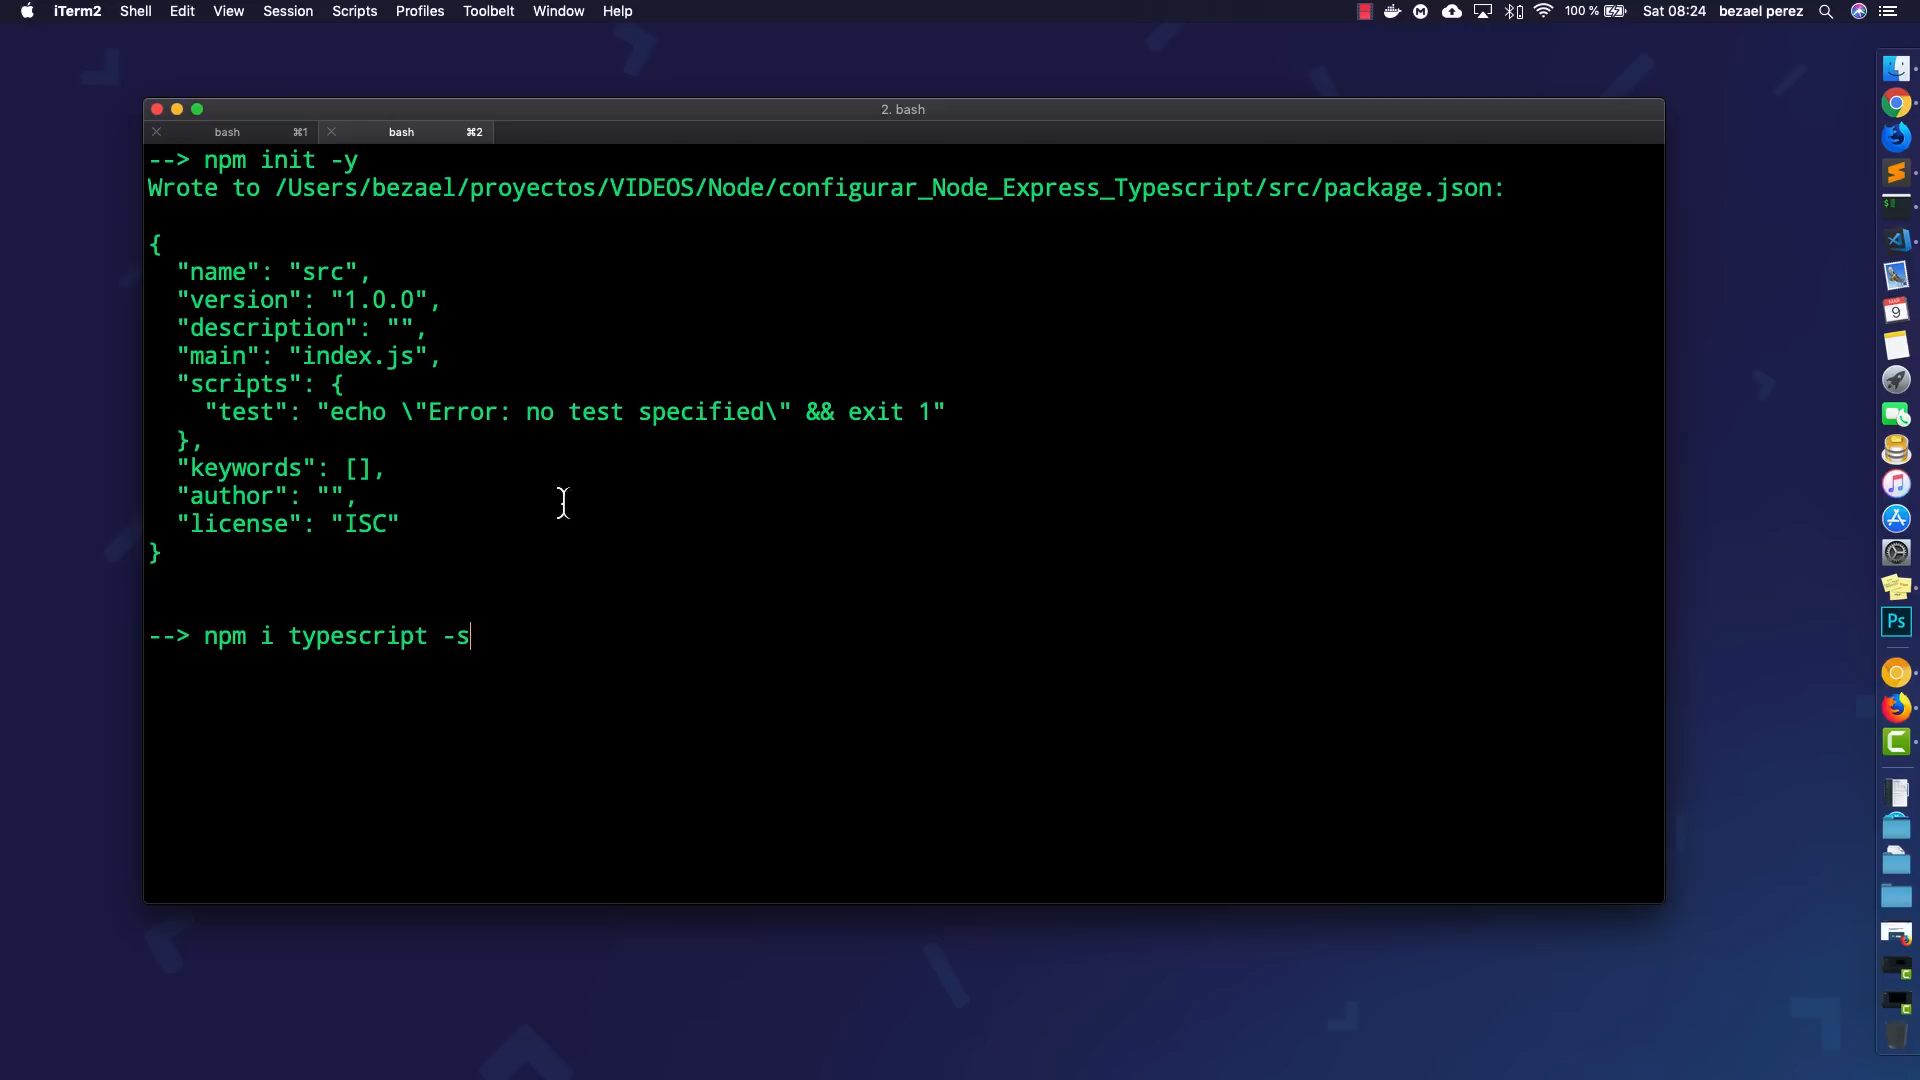 iTerm2 Shell Edit View Session Scripts Profiles Toolbelt Window Help 100 % Sat 08:24 bezael perez
2. bash
bash ⌘1 bash ⌘2
--> npm init -y
Wrote to /Users/bezael/proyectos/VIDEOS/Node/configurar_Node_Express_Typescript/src/package.json:
{
  "name": "src",
  "version": "1.0.0",
  "description": "",
  "main": "index.js",
  "scripts": {
    "test": "echo \"Error: no test specified\" && exit 1"
  },
  "keywords": [],
  "author": "",
  "license": "ISC"
}
--> npm i typescript -s
9
Ps